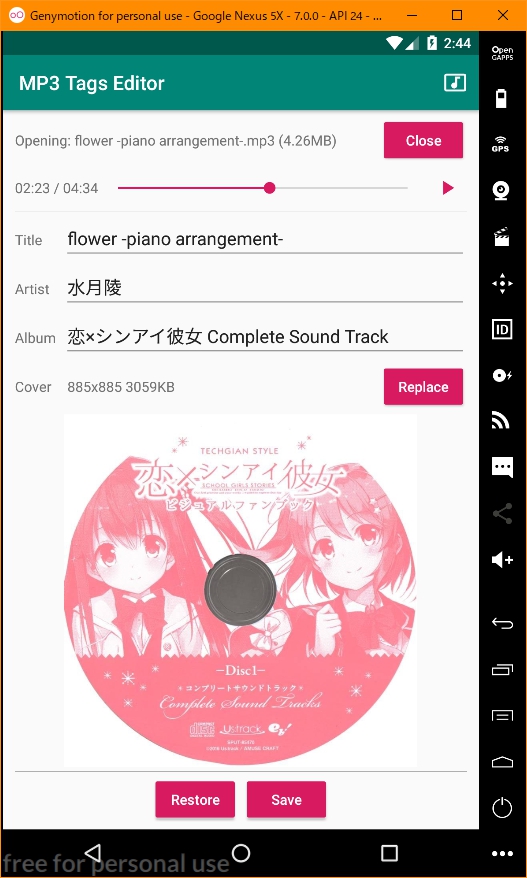 Genymotion for personal use - Google Nexus 5X - 7.0.0 - API 24 - ...
2:44
MP3 Tags Editor
Opening: flower -piano arrangement-.mp3 (4.26MB)
Close
02:23 / 04:34
Title
flower -piano arrangement-
Artist
水月陵
Album
恋×シンアイ彼女 Complete Sound Track
Cover
885x885 3059KB
Replace
TECHGIAN STYLE
恋×シンアイ彼女
SCHOOL GIRLS STORIES
ビジュアルファンブック
–Disc1–
コンプリートサウンドトラック
Complete Sound Tracks
Restore
Save
free for personal use
Open
GAPPS
GPS
ID